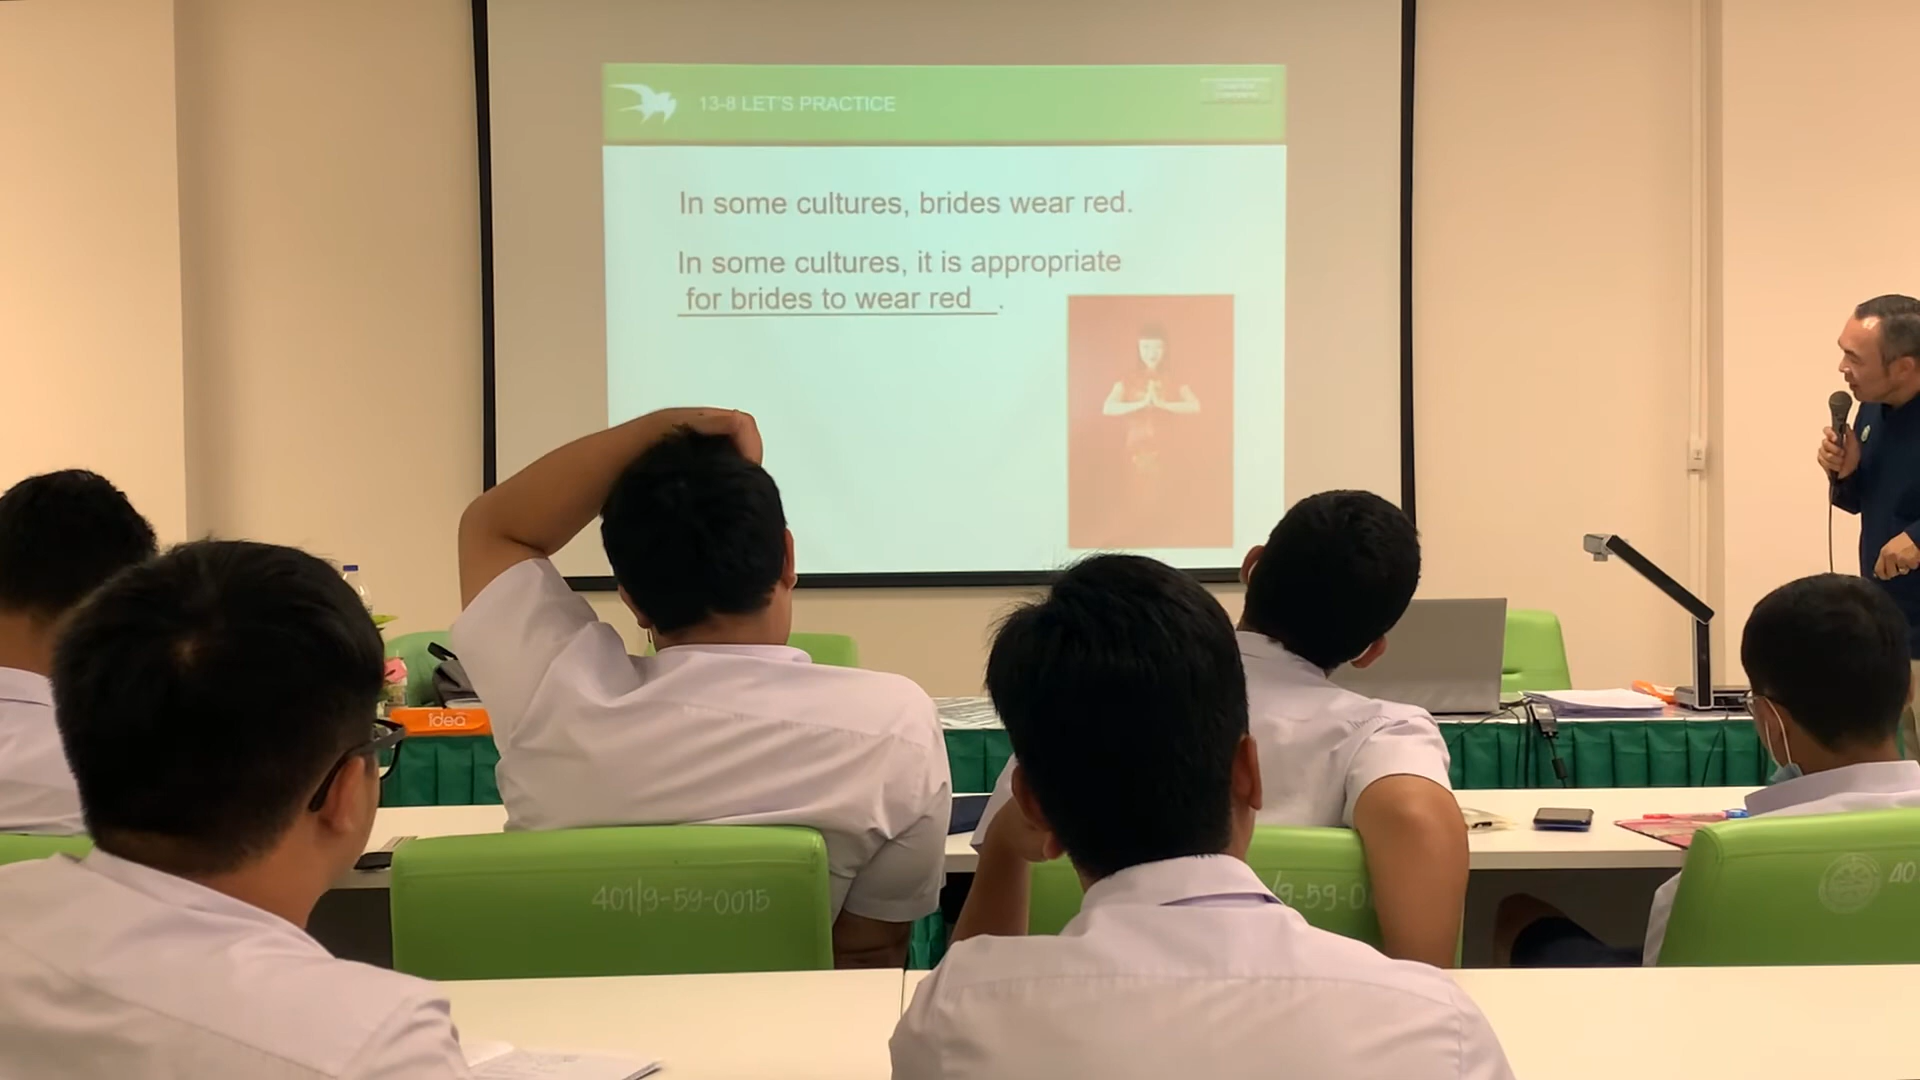 13-8 LET'S PRACTICE
In some cultures, brides wear red.
In some cultures, it is appropriate
for brides to wear red .
idea
401/9-59-0015
/9-59-0
40